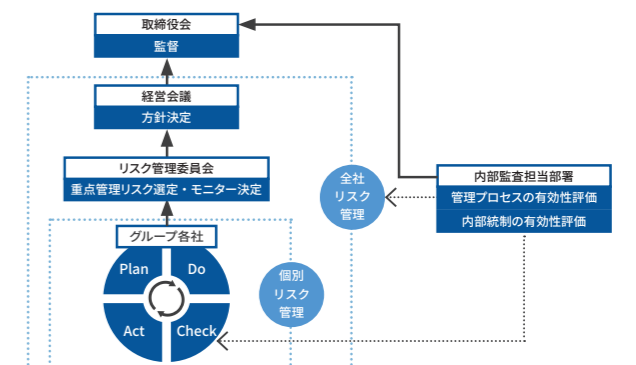 取締役会
監督
経営会議
方針決定
リスク管理委員会
重点管理リスク選定・モニター決定
グループ各社
Plan
Do
Act
Check
個別
リスク
管理
全社
リスク
管理
内部監査担当部署
管理プロセスの有効性評価
内部統制の有効性評価